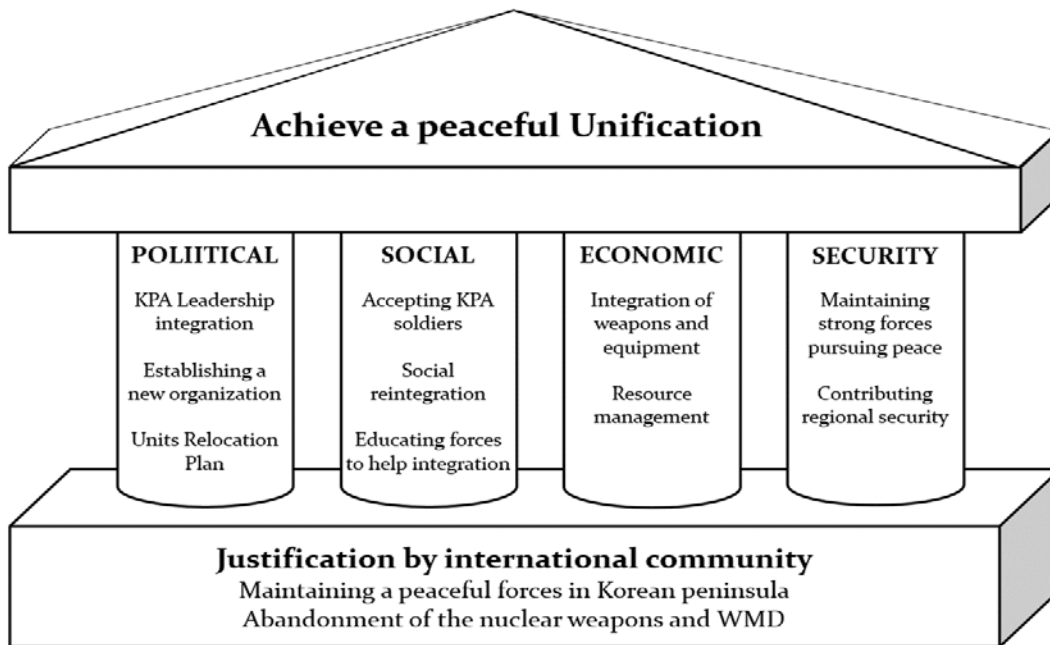 Achieve a peaceful Unification
POLIITICAL
KPA Leadership
integration
Establishing a
new organization
Units Relocation
Plan
SOCIAL
Accepting KPA
soldiers
Social
reintegration
Educating forces
to help integration
ECONOMIC
Integration of
weapons and
equipment
Resource
management
SECURITY
Maintaining
strong forces
pursuing peace
Contributing
regional security
Justification by international community
Maintaining a peaceful forces in Korean peninsula
Abandonment of the nuclear weapons and WMD